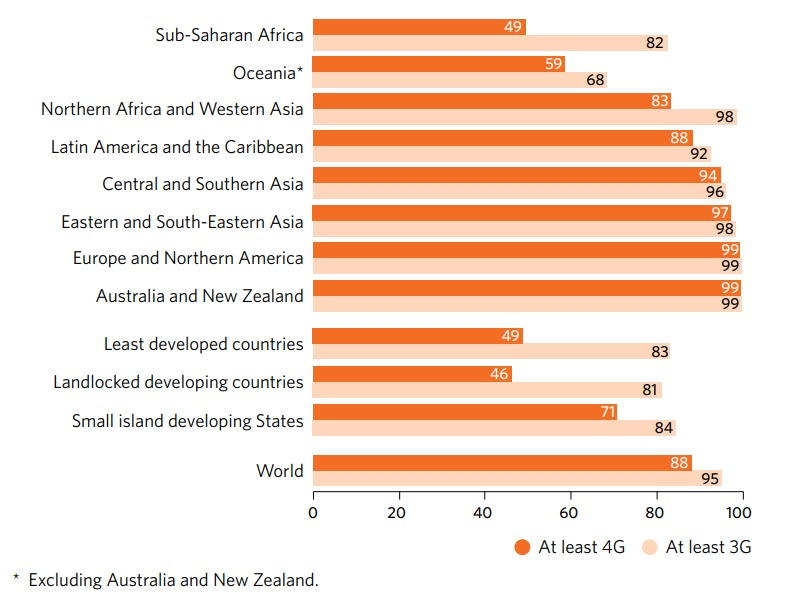 Sub-Saharan Africa 49
82
Oceania* 59
68
Northern Africa and Western Asia 83
98
Latin America and the Caribbean 88
92
Central and Southern Asia 94
96
Eastern and South-Eastern Asia 97
98
Europe and Northern America 99
99
Australia and New Zealand 99
99
Least developed countries 49
83
Landlocked developing countries 46
81
Small island developing States 71
84
World 88
95
0 20 40 60 80 100
At least 4G At least 3G
* Excluding Australia and New Zealand.